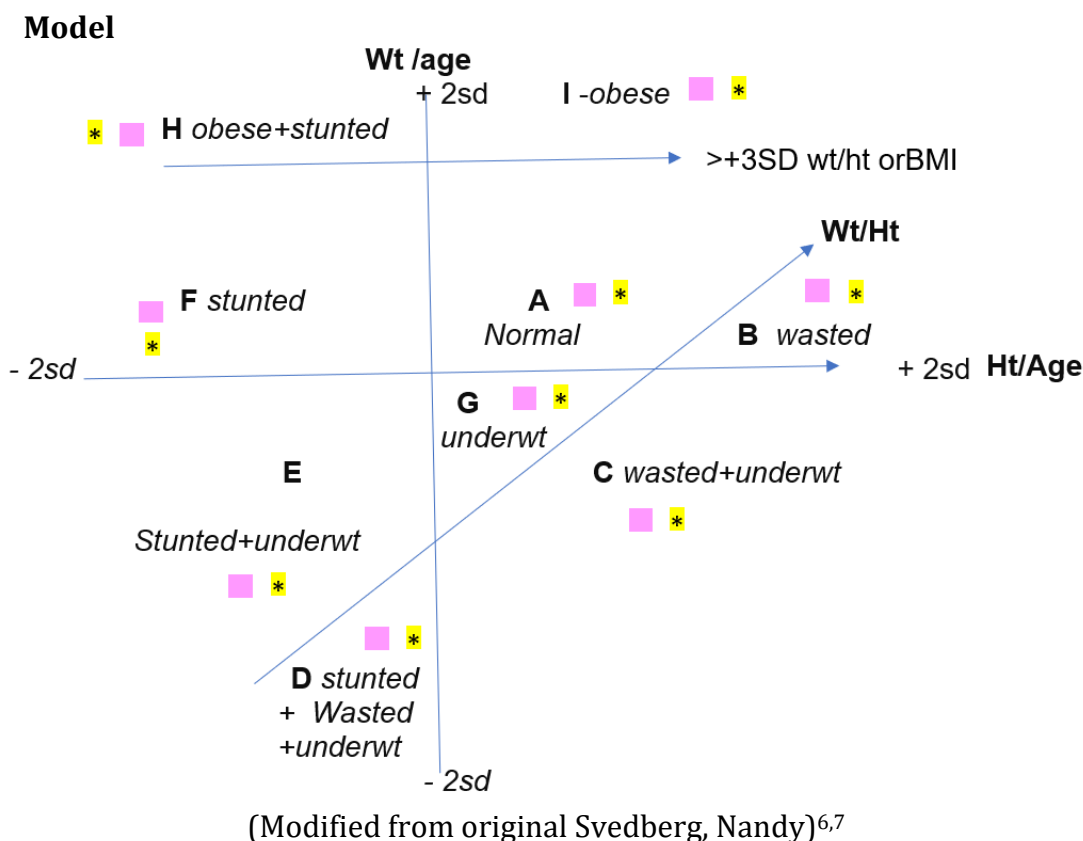 Model
Wt /age
+ 2sd
I -obese *
* H obese+stunted
>+3SD wt/ht orBMI
Wt/Ht
F stunted
*
A *
Normal
*
B wasted
- 2sd
+ 2sd Ht/Age
G *
underwt
E
C wasted+underwt
*
Stunted+underwt
*
*
D stunted
+ Wasted
+underwt
- 2sd
(Modified from original Svedberg, Nandy)6,7